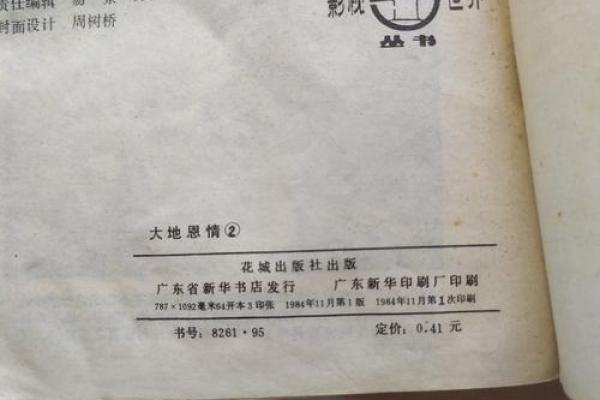 责任编辑
影视 世界
封面设计 周树桥
丛书
大地恩情②
花城出版社出版
广东省新华书店发行 广东新华印刷厂印刷
787×1092毫米64开本3印张 1984年11月第1版 1984年11月第1次印刷
书号：8261·95 定价：0.41元